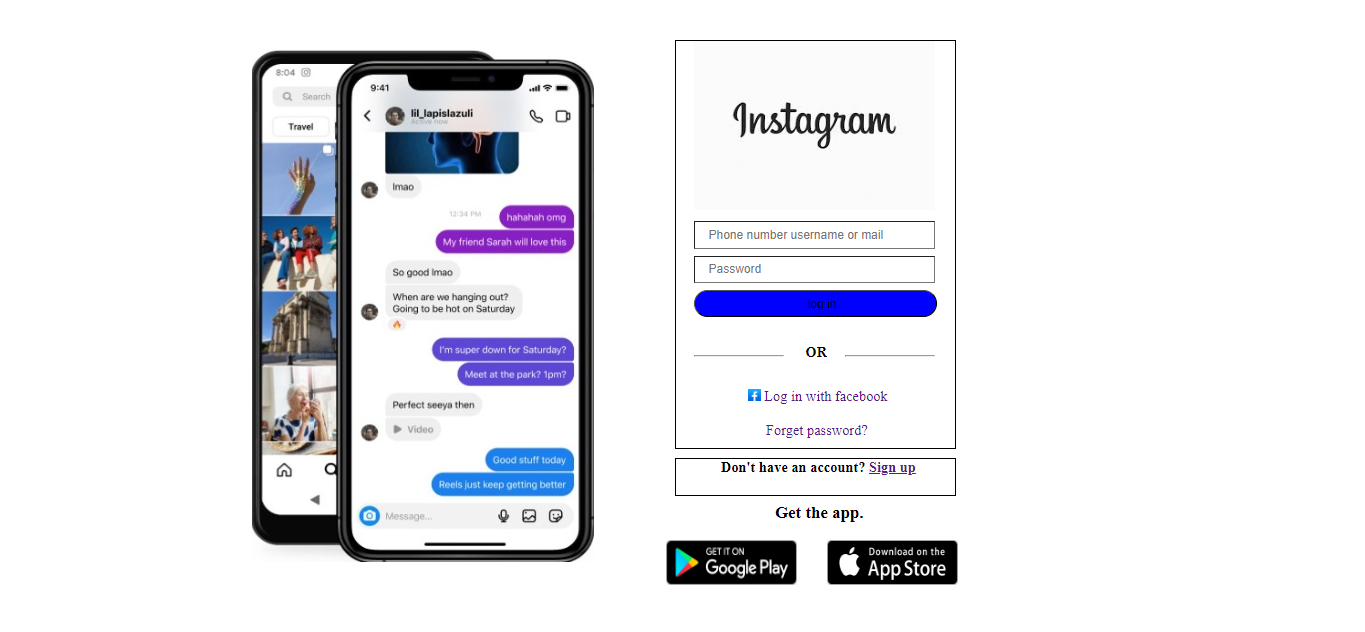 8:04
Search
Travel
9:41
lil_lapislazuli
Active now
lmao
12:34 PM
hahahah omg
My friend Sarah will love this
So good lmao
When are we hanging out?
Going to be hot on Saturday
I'm super down for Saturday?
Meet at the park? 1pm?
Perfect seeya then
Video
Good stuff today
Reels just keep getting better
Message...
Instagram
Phone number username or mail
Password
log in
OR
Log in with facebook
Forget password?
Don't have an account? Sign up
Get the app.
GET IT ON
Google Play
Download on the
App Store